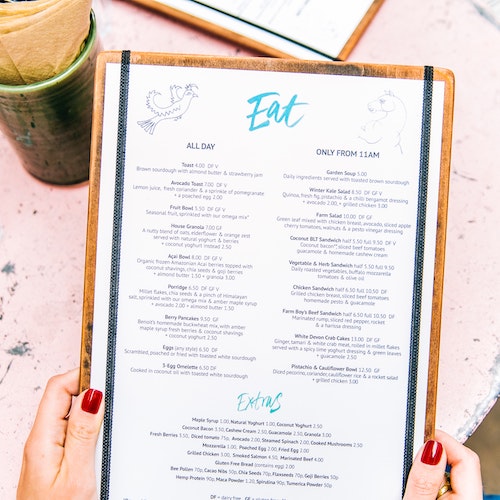 Eat
ALL DAY
Toast 4.00 DF V
Brown sourdough with almond butter & strawberry jam
Avocado Toast 7.00 DF V
Lemon juice, fresh coriander & a sprinkle of pomegranate
+ a poached egg 2.00
Fruit Bowl 5.50 DF V
Seasonal fruit, sprinkled with our omega mix*
House Granola 7.00 GF
A nutty blend of oats, elderflower & orange zest
served with natural yoghurt & berries
+ coconut yoghurt instead 2.50
Açai Bowl 8.00 DF V
Organic frozen Amazonian Açai berries topped with
coconut shavings, chia seeds & goji berries
+ almond butter 1.50 + granola 3.00
Porridge 6.50 DF V
Millet flakes, chia seeds & a pinch of Himalayan
salt, sprinkled with our omega mix & amber maple syrup
+ avocado 2.00 + almond butter 1.50
Berry Pancakes 9.50 GF
Benoit's homemade buckwheat mix, with amber
maple syrup fresh berries & coconut shavings
+ coconut yoghurt 2.50
Eggs (any style) 6.50 DF
Scrambled, poached or fried with toasted white sourdough
3-Egg Omelette 6.50 DF
Cooked in coconut oil with toasted white sourdough
ONLY FROM 11AM
Garden Soup 5.00
Daily ingredients served with toasted brown sourdough
Winter Kale Salad 8.50 DF GF V
Quinoa, fresh fig, pistachio & a chilli bergamot dressing
+ avocado 2.00, + grilled chicken 3.00
Farm Salad 10.00 DF GF
Green leaf mixed with chicken breast, avocado, sliced apple
cherry tomatoes, walnuts & a pesto vinegar dressing
Coconut BLT Sandwich half 5.50 full 9.50 DF V
Coconut bacon* sliced beef tomatoes
guacamole & homemade cashew cream
Vegetable & Herb Sandwich half 5.50 full 9.50
Daily roasted vegetables, buffalo mozzarella
tomatoes & olive oil
Chicken Sandwich half 6.50 full 10.50 DF
Grilled chicken breast, sliced beef tomatoes
homemade pesto & guacamole
Farm Boy's Beef Sandwich half 6.50 full 10.50 DF
Marinated rump, sliced red pepper, rocket
& a harissa dressing
White Devon Crab Cakes 13.00 DF GF
Ginger, tamari & white crab meat, rolled in millet flakes
served with a spicy lime yoghurt dressing & green leaves
+ guacamole 2.50
Pistachio & Cauliflower Bowl 12.50 GF
Diced pecorino, coriander, cauliflower rice & a rocket salad
+ grilled chicken 3.00
Extras
Maple Syrup 1.00, Natural Yoghurt 1.00, Coconut Yoghurt 3.50
Coconut Bacon 3.50, Cashew Cream 2.50, Guacamole 2.50, Granola 3.00
Fresh Berries 3.50, Diced tomato 75p, Avocado 2.00, Steamed Spinach 2.00, Cooked Mushrooms 2.50
Mozzarella 1.00, Poached Egg 2.00, Fried Egg 2.00
Grilled Chicken 3.00, Smoked Salmon 4.50, Marinated Beef 4.00
Gluten Free Bread (contains egg) 2.00
Bee Pollen 70p, Cacao Nibs 50p, Chia Seeds 70p, Flaxseeds 70p, Goji Berries 50p
Hemp Protein 90p, Maca Powder 1.20, Spirulina 90p, Tumerica Powder 50p